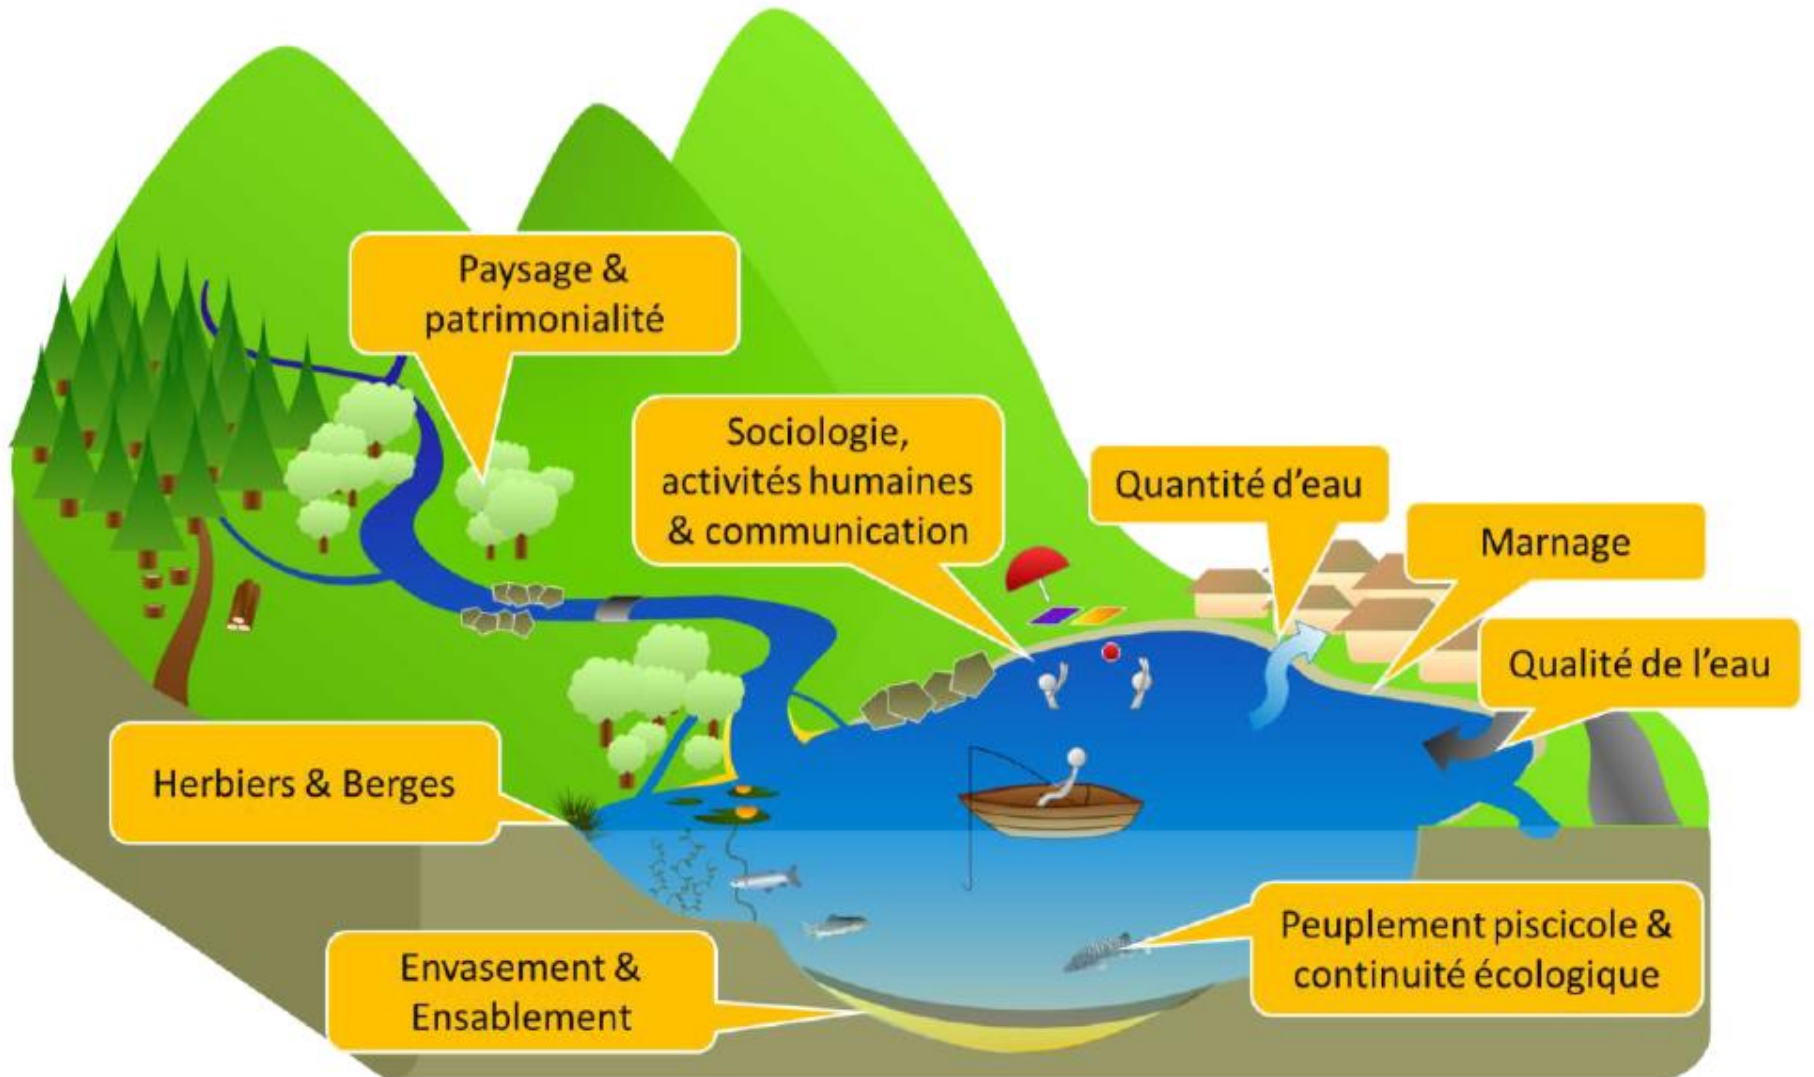 Paysage &
patrimonialité
Sociologie,
activités humaines
& communication
Quantité d'eau
Marnage
Qualité de l'eau
Herbiers & Berges
Peuplement piscicole &
continuité écologique
Envasement &
Ensablement